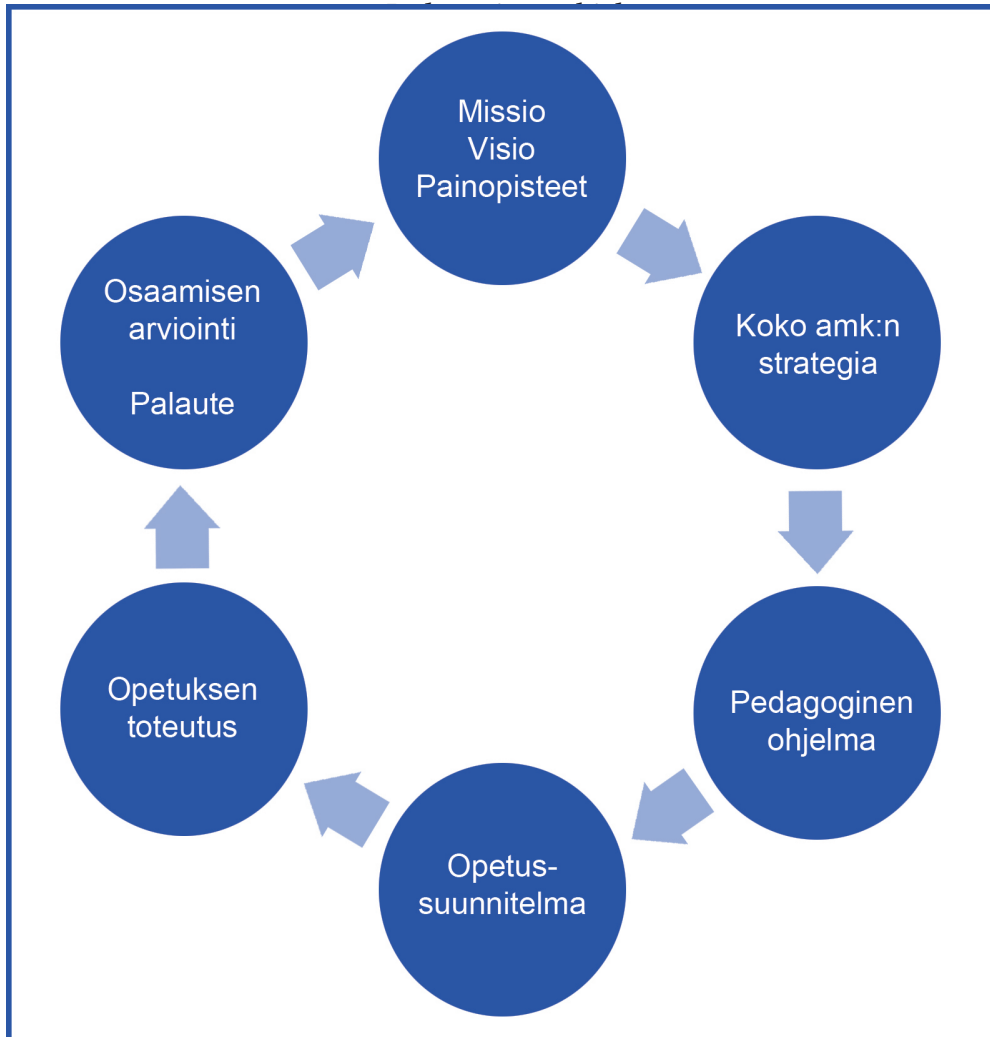 Missio
Visio
Painopisteet
Koko amk:n
strategia
Pedagoginen
ohjelma
Opetus-
suunnitelma
Opetuksen
toteutus
Osaamisen
arviointi
Palaute